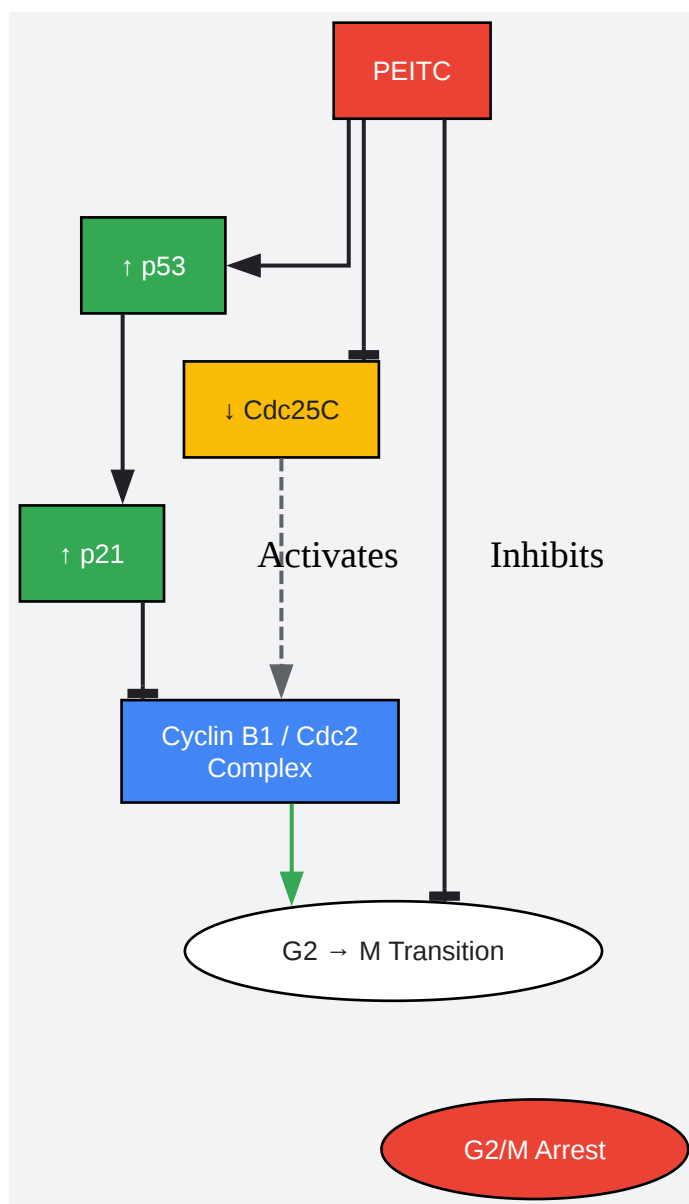 PEITC
↑ p53
↓ Cdc25C
↑ p21
Activates
Inhibits
Cyclin B1 / Cdc2
Complex
G2 → M Transition
G2/M Arrest